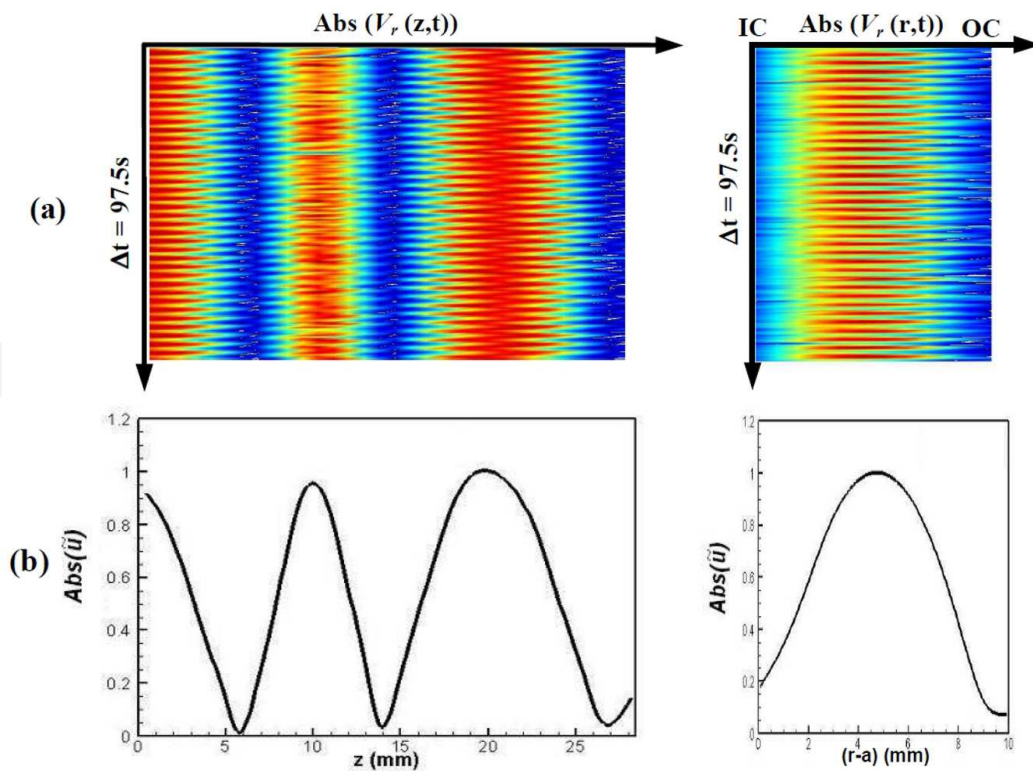 Abs (V_r (z,t))
IC Abs (V_r (r,t)) OC
(a)
Δt = 97.5s
Δt = 97.5s
(b)
Abs(ũ)
1.2
1
0.8
0.6
0.4
0.2
0
0 5 10 15 20 25
z (mm)
Abs(ũ)
1.2
1
0.8
0.6
0.4
0.2
0
0 2 4 6 8 10
(r-a) (mm)